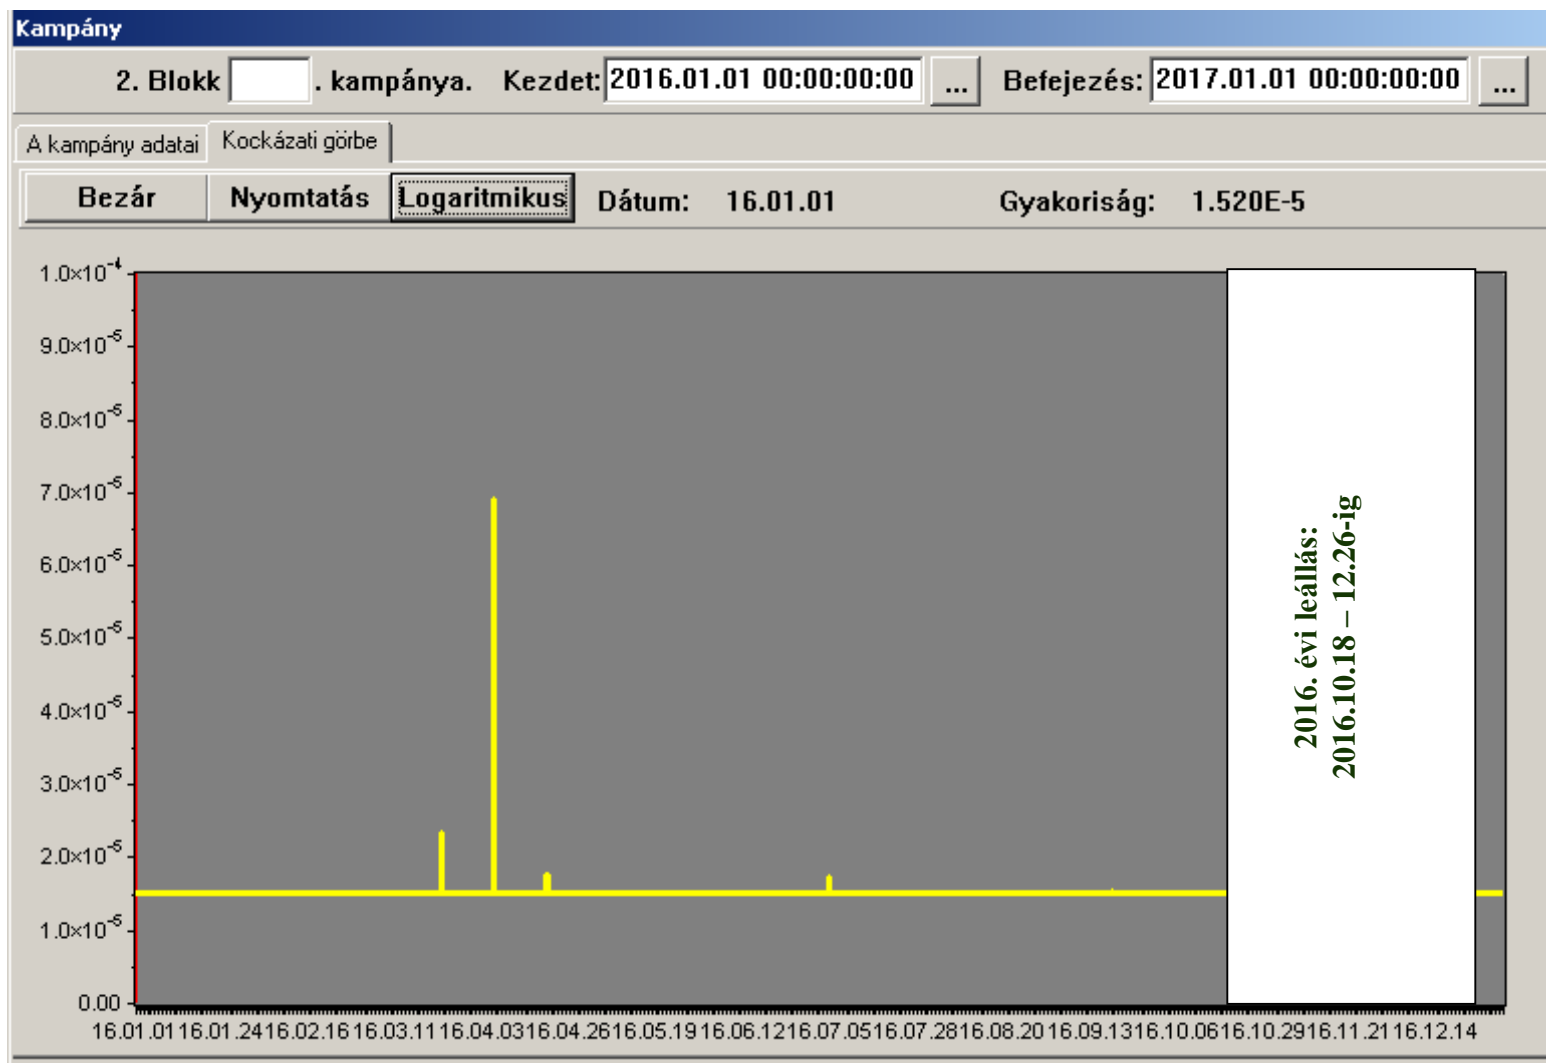 Kampány
2. Blokk . kampánya. Kezdet: 2016.01.01 00:00:00:00 ... Befejezés: 2017.01.01 00:00:00:00 ...
A kampány adatai Kockázati görbe
Bezár Nyomtatás Logaritmikus Dátum: 16.01.01 Gyakoriság: 1.520E-5
1.0×10⁻⁴
9.0×10⁻⁵
8.0×10⁻⁵
7.0×10⁻⁵
6.0×10⁻⁵
5.0×10⁻⁵
4.0×10⁻⁵
3.0×10⁻⁵
2.0×10⁻⁵
1.0×10⁻⁵
0.00
2016. évi leállás:
2016.10.18 – 12.26-ig
16.01.01 16.01.24 16.02.16 16.03.11 16.04.03 16.04.26 16.05.19 16.06.12 16.07.05 16.07.28 16.08.20 16.09.13 16.10.06 16.10.29 16.11.21 16.12.14